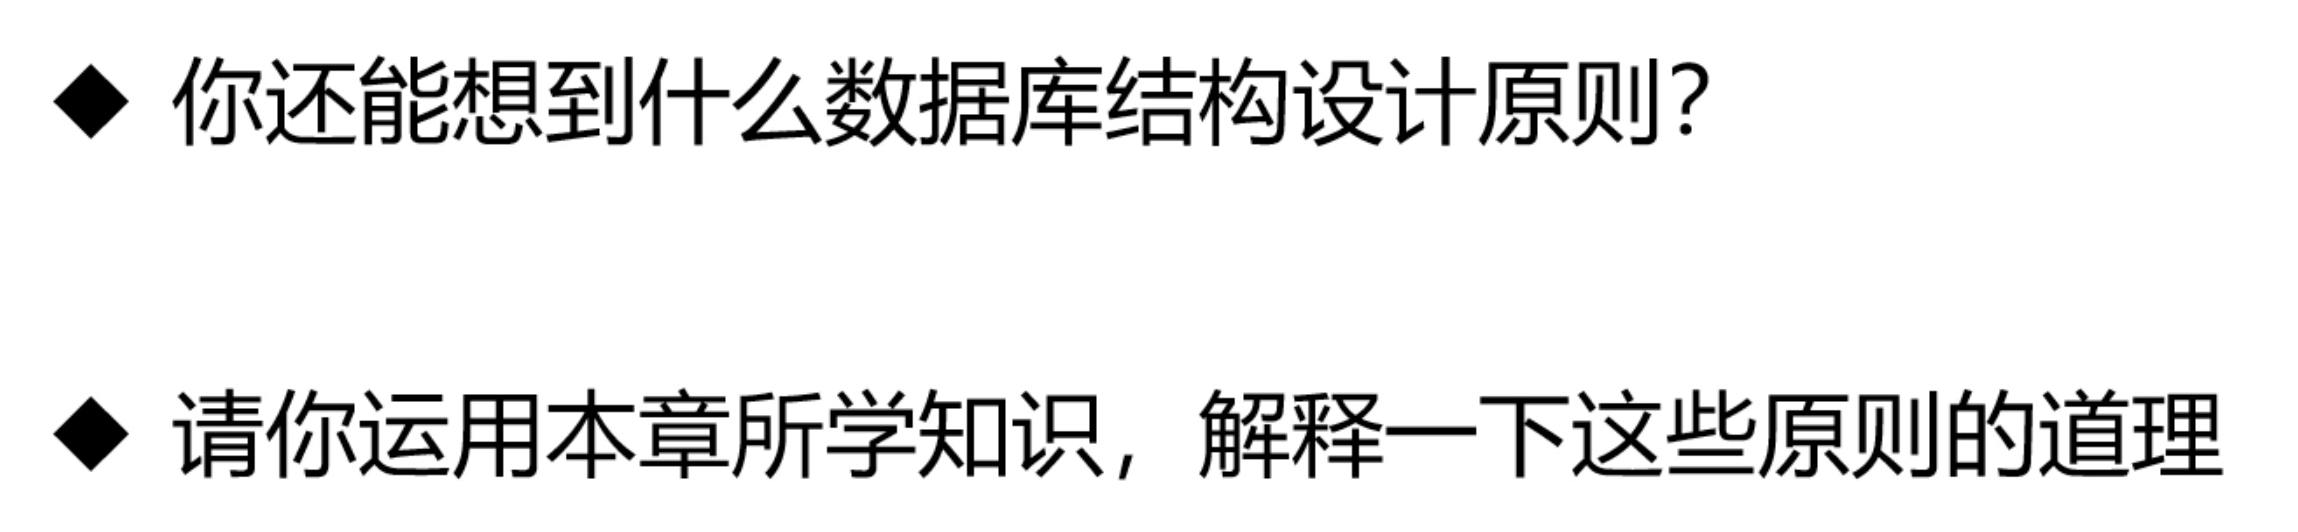 ◆ 你还能想到什么数据库结构设计原则?
◆ 请你运用本章所学知识，解释一下这些原则的道理